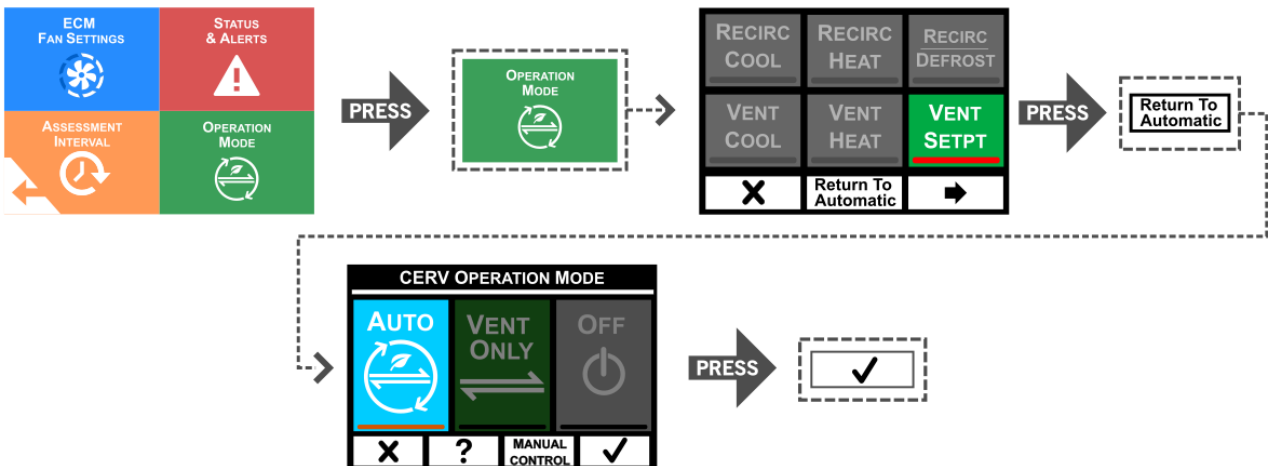 ECM
FAN SETTINGS
STATUS
& ALERTS
ASSESSMENT
INTERVAL
OPERATION
MODE
PRESS
OPERATION
MODE
RECIRC
COOL
RECIRC
HEAT
RECIRC
DEFROST
VENT
COOL
VENT
HEAT
VENT
SETPT
Return To
Automatic
PRESS
Return To
Automatic
CERV OPERATION MODE
AUTO
VENT
ONLY
OFF
?
MANUAL
CONTROL
PRESS